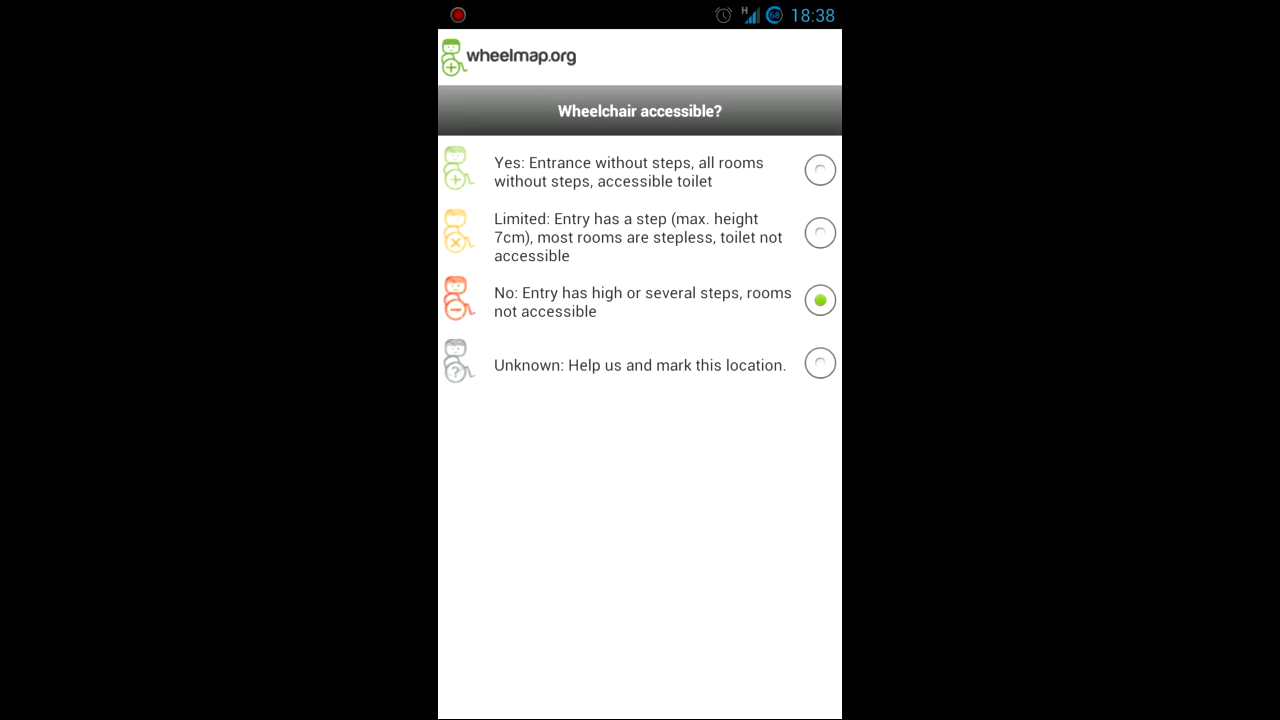 H 68 18:38
wheelmap.org
Wheelchair accessible?
Yes: Entrance without steps, all rooms
without steps, accessible toilet
Limited: Entry has a step (max. height
7cm), most rooms are stepless, toilet not
accessible
No: Entry has high or several steps, rooms
not accessible
? Unknown: Help us and mark this location.